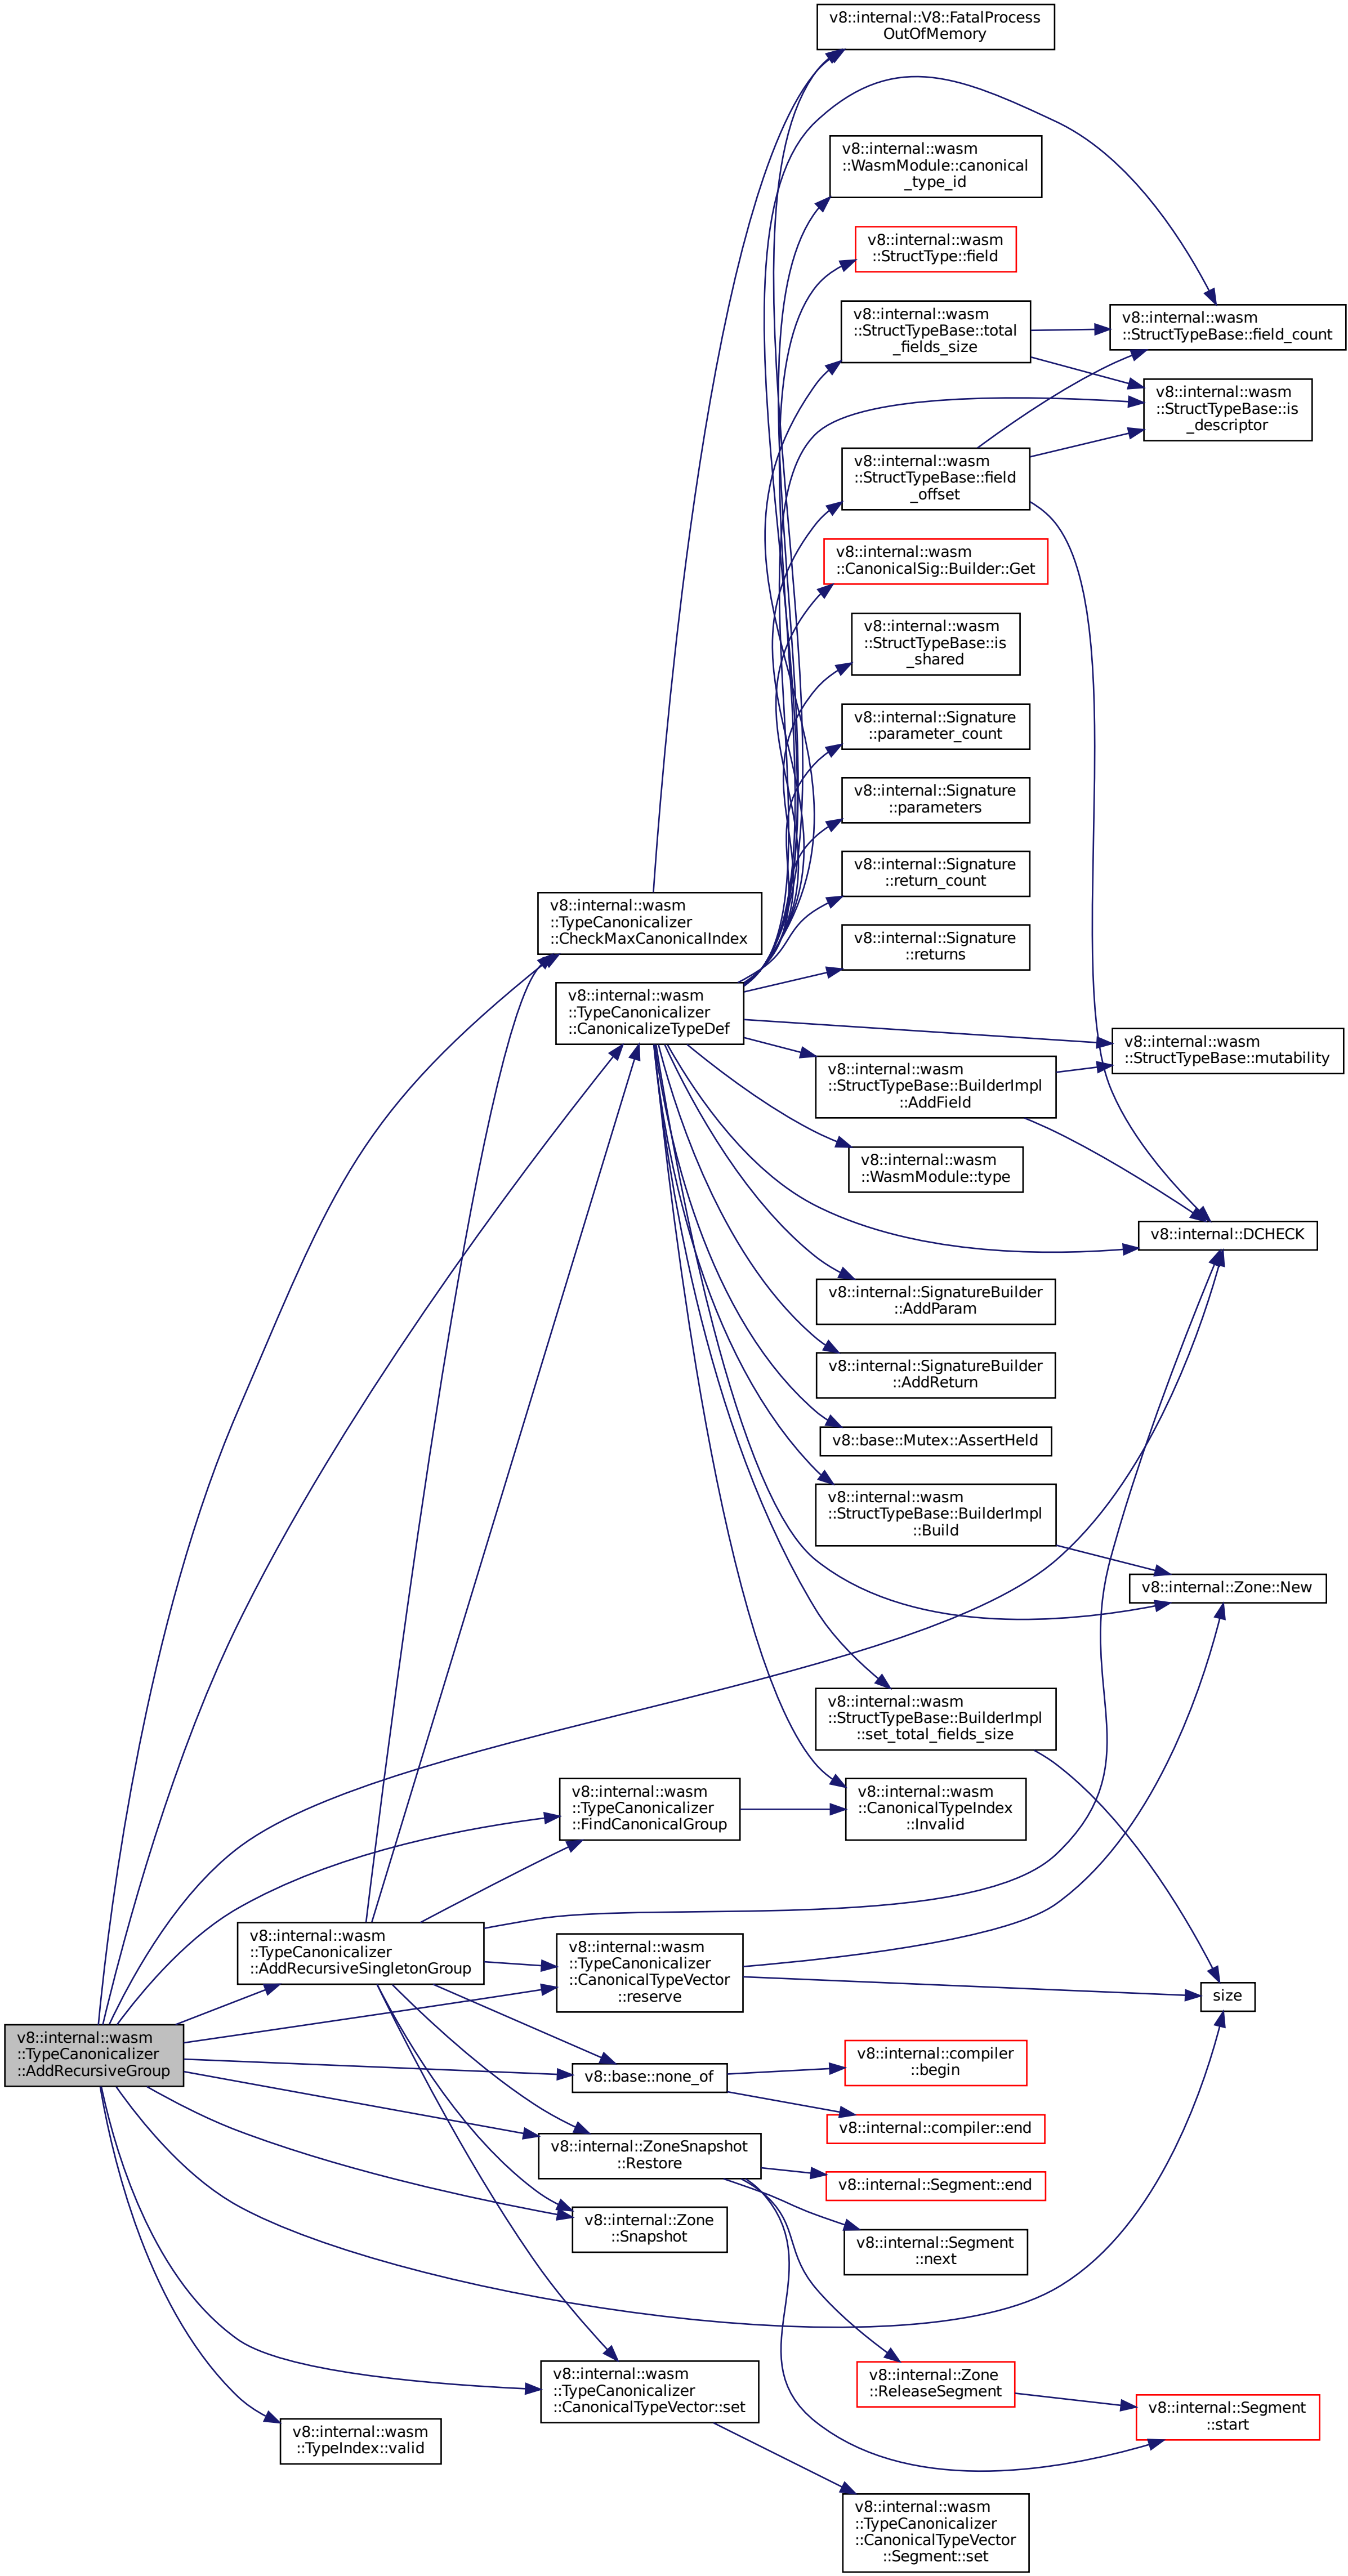 v8::internal::V8::FatalProcess
OutOfMemory
v8::internal::wasm
::WasmModule::canonical
_type_id
v8::internal::wasm
::StructType::field
v8::internal::wasm
::StructTypeBase::total
_fields_size
v8::internal::wasm
::StructTypeBase::field_count
v8::internal::wasm
::StructTypeBase::is
_descriptor
v8::internal::wasm
::StructTypeBase::field
_offset
v8::internal::wasm
::CanonicalSig::Builder::Get
v8::internal::wasm
::StructTypeBase::is
_shared
v8::internal::Signature
::parameter_count
v8::internal::Signature
::parameters
v8::internal::Signature
::return_count
v8::internal::wasm
::TypeCanonicalizer
::CheckMaxCanonicalIndex
v8::internal::Signature
::returns
v8::internal::wasm
::TypeCanonicalizer
::CanonicalizeTypeDef
v8::internal::wasm
::StructTypeBase::mutability
v8::internal::wasm
::StructTypeBase::BuilderImpl
::AddField
v8::internal::wasm
::WasmModule::type
v8::internal::DCHECK
v8::internal::SignatureBuilder
::AddParam
v8::internal::SignatureBuilder
::AddReturn
v8::base::Mutex::AssertHeld
v8::internal::wasm
::StructTypeBase::BuilderImpl
::Build
v8::internal::Zone::New
v8::internal::wasm
::StructTypeBase::BuilderImpl
::set_total_fields_size
v8::internal::wasm
::TypeCanonicalizer
::FindCanonicalGroup
v8::internal::wasm
::CanonicalTypeIndex
::Invalid
v8::internal::wasm
::TypeCanonicalizer
::AddRecursiveSingletonGroup
v8::internal::wasm
::TypeCanonicalizer
::CanonicalTypeVector
::reserve
size
v8::internal::wasm
::TypeCanonicalizer
::AddRecursiveGroup
v8::base::none_of
v8::internal::compiler
::begin
v8::internal::compiler::end
v8::internal::ZoneSnapshot
::Restore
v8::internal::Segment::end
v8::internal::Zone
::Snapshot
v8::internal::Segment
::next
v8::internal::wasm
::TypeCanonicalizer
::CanonicalTypeVector::set
v8::internal::Zone
::ReleaseSegment
v8::internal::Segment
::start
v8::internal::wasm
::TypeIndex::valid
v8::internal::wasm
::TypeCanonicalizer
::CanonicalTypeVector
::Segment::set